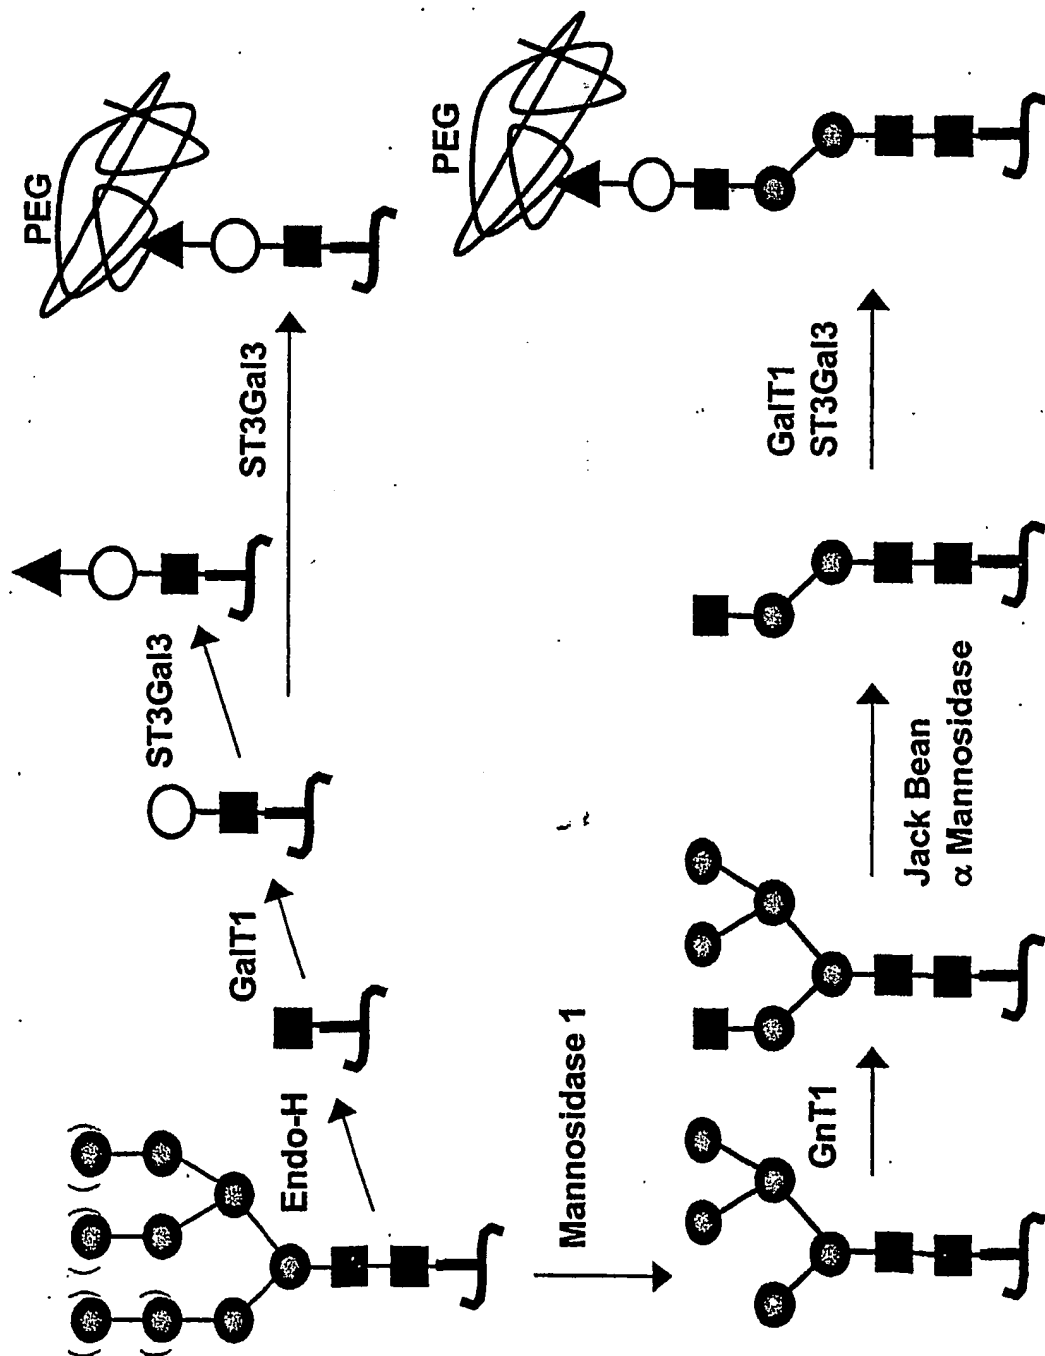 Endo-H
GalT1
ST3Gal3
ST3Gal3
PEG
Mannosidase 1
GnT1
Jack Bean
α Mannosidase
GalT1
ST3Gal3
PEG